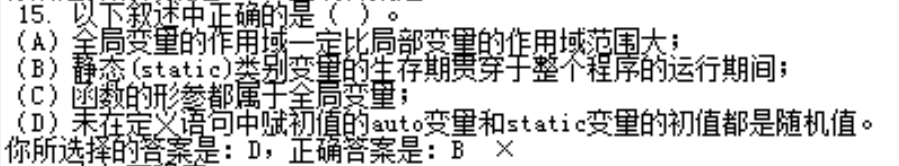 15. 以下叙述中正确的是（ ）。
(A) 全局变量的作用域一定比局部变量的作用域范围大；
(B) 静态(static)类别变量的生存期贯穿于整个程序的运行期间；
(C) 函数的形参都属于全局变量；
(D) 未在定义语句中赋初值的auto变量和static变量的初值都是随机值。
你所选择的答案是：D，正确答案是：B ×